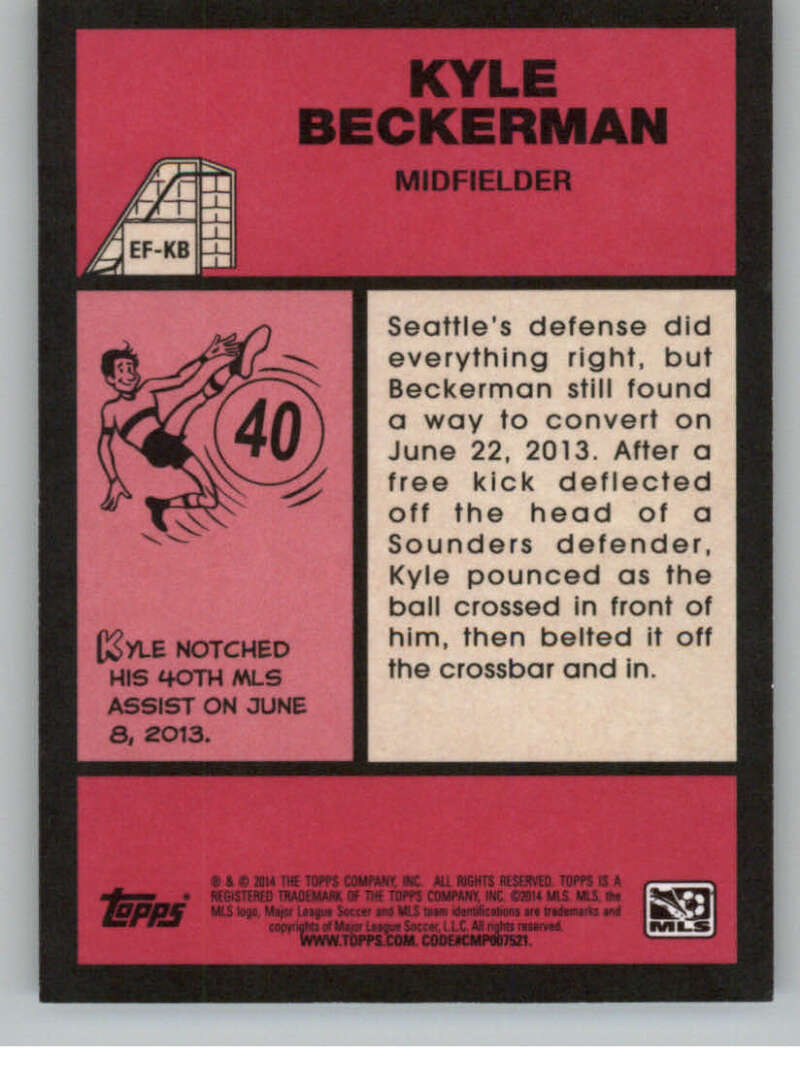 KYLE
BECKERMAN
MIDFIELDER
EF-KB
40
KYLE NOTCHED
HIS 40TH MLS
ASSIST ON JUNE
8, 2013.
Seattle's defense did
everything right, but
Beckerman still found
a way to convert on
June 22, 2013. After a
free kick deflected
off the head of a
Sounders defender,
Kyle pounced as the
ball crossed in front of
him, then belted it off
the crossbar and in.
Topps®
® & © 2014 THE TOPPS COMPANY, INC. ALL RIGHTS RESERVED. TOPPS IS A
REGISTERED TRADEMARK OF THE TOPPS COMPANY, INC. ©2014 MLS. MLS, the
MLS logo, Major League Soccer and MLS team identifications are trademarks and
copyrights of Major League Soccer, L.L.C. All rights reserved.
WWW.TOPPS.COM. CODE#CMP007521.
MLS